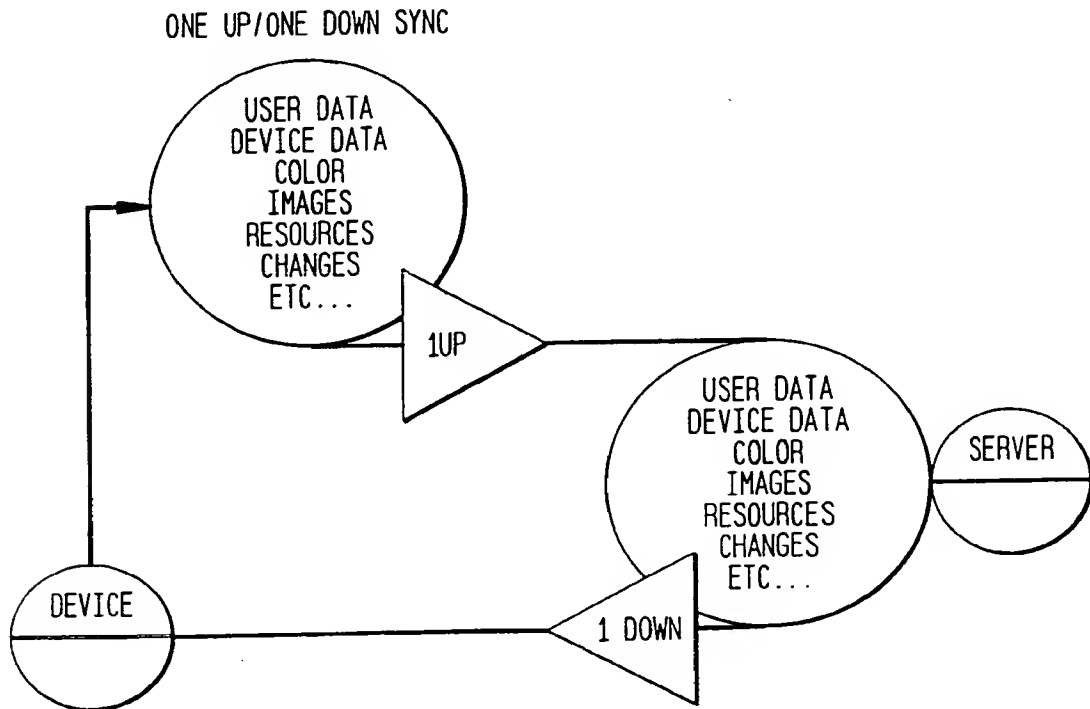 ONE UP/ONE DOWN SYNC
USER DATA
DEVICE DATA
COLOR
IMAGES
RESOURCES
CHANGES
ETC...
1UP
USER DATA
DEVICE DATA
COLOR
IMAGES
RESOURCES
CHANGES
ETC...
SERVER
DEVICE
1 DOWN